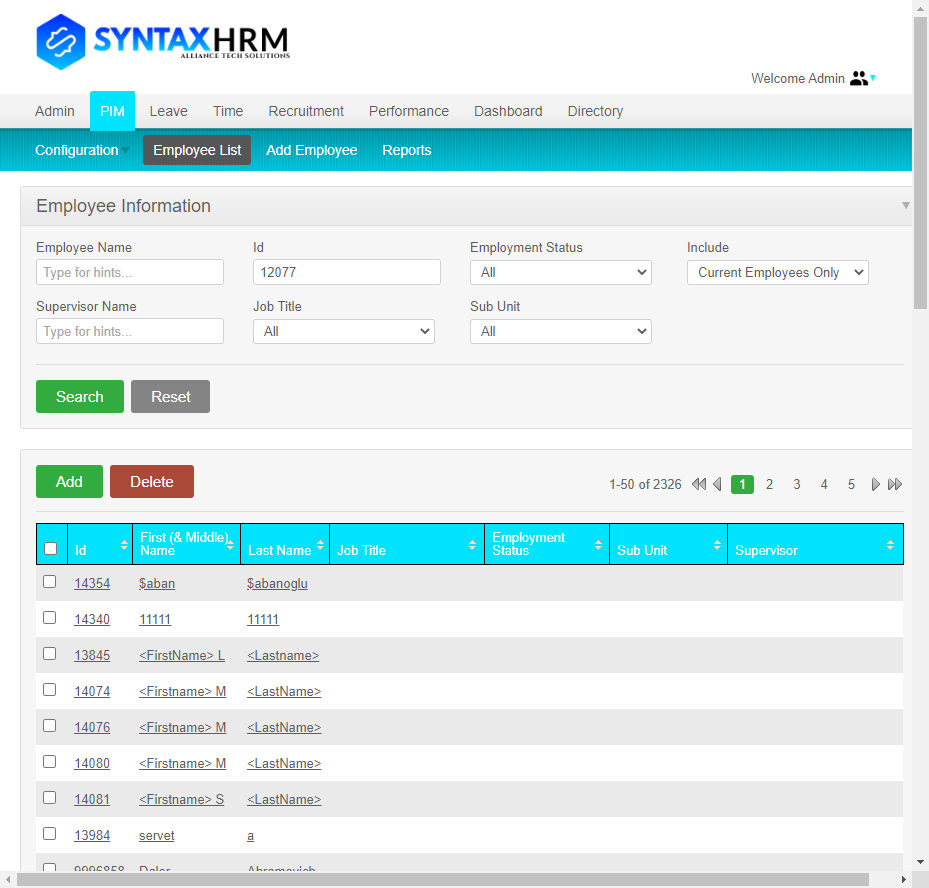 SYNTAXHRM
ALLIANCE TECH SOLUTIONS
Welcome Admin
Admin PIM Leave Time Recruitment Performance Dashboard Directory
Configuration Employee List Add Employee Reports
Employee Information
Employee Name Id Employment Status Include
Type for hints... 12077 All Current Employees Only
Supervisor Name Job Title Sub Unit
Type for hints... All All
Search Reset
Add Delete 1-50 of 2326 1 2 3 4 5
Id First (& Middle) Name Last Name Job Title Employment Status Sub Unit Supervisor
14354 $aban $abanoglu
14340 11111 11111
13845 <FirstName> L <Lastname>
14074 <Firstname> M <LastName>
14076 <Firstname> M <LastName>
14080 <Firstname> M <LastName>
14081 <Firstname> S <LastName>
13984 servet a
9996858 Abramovich